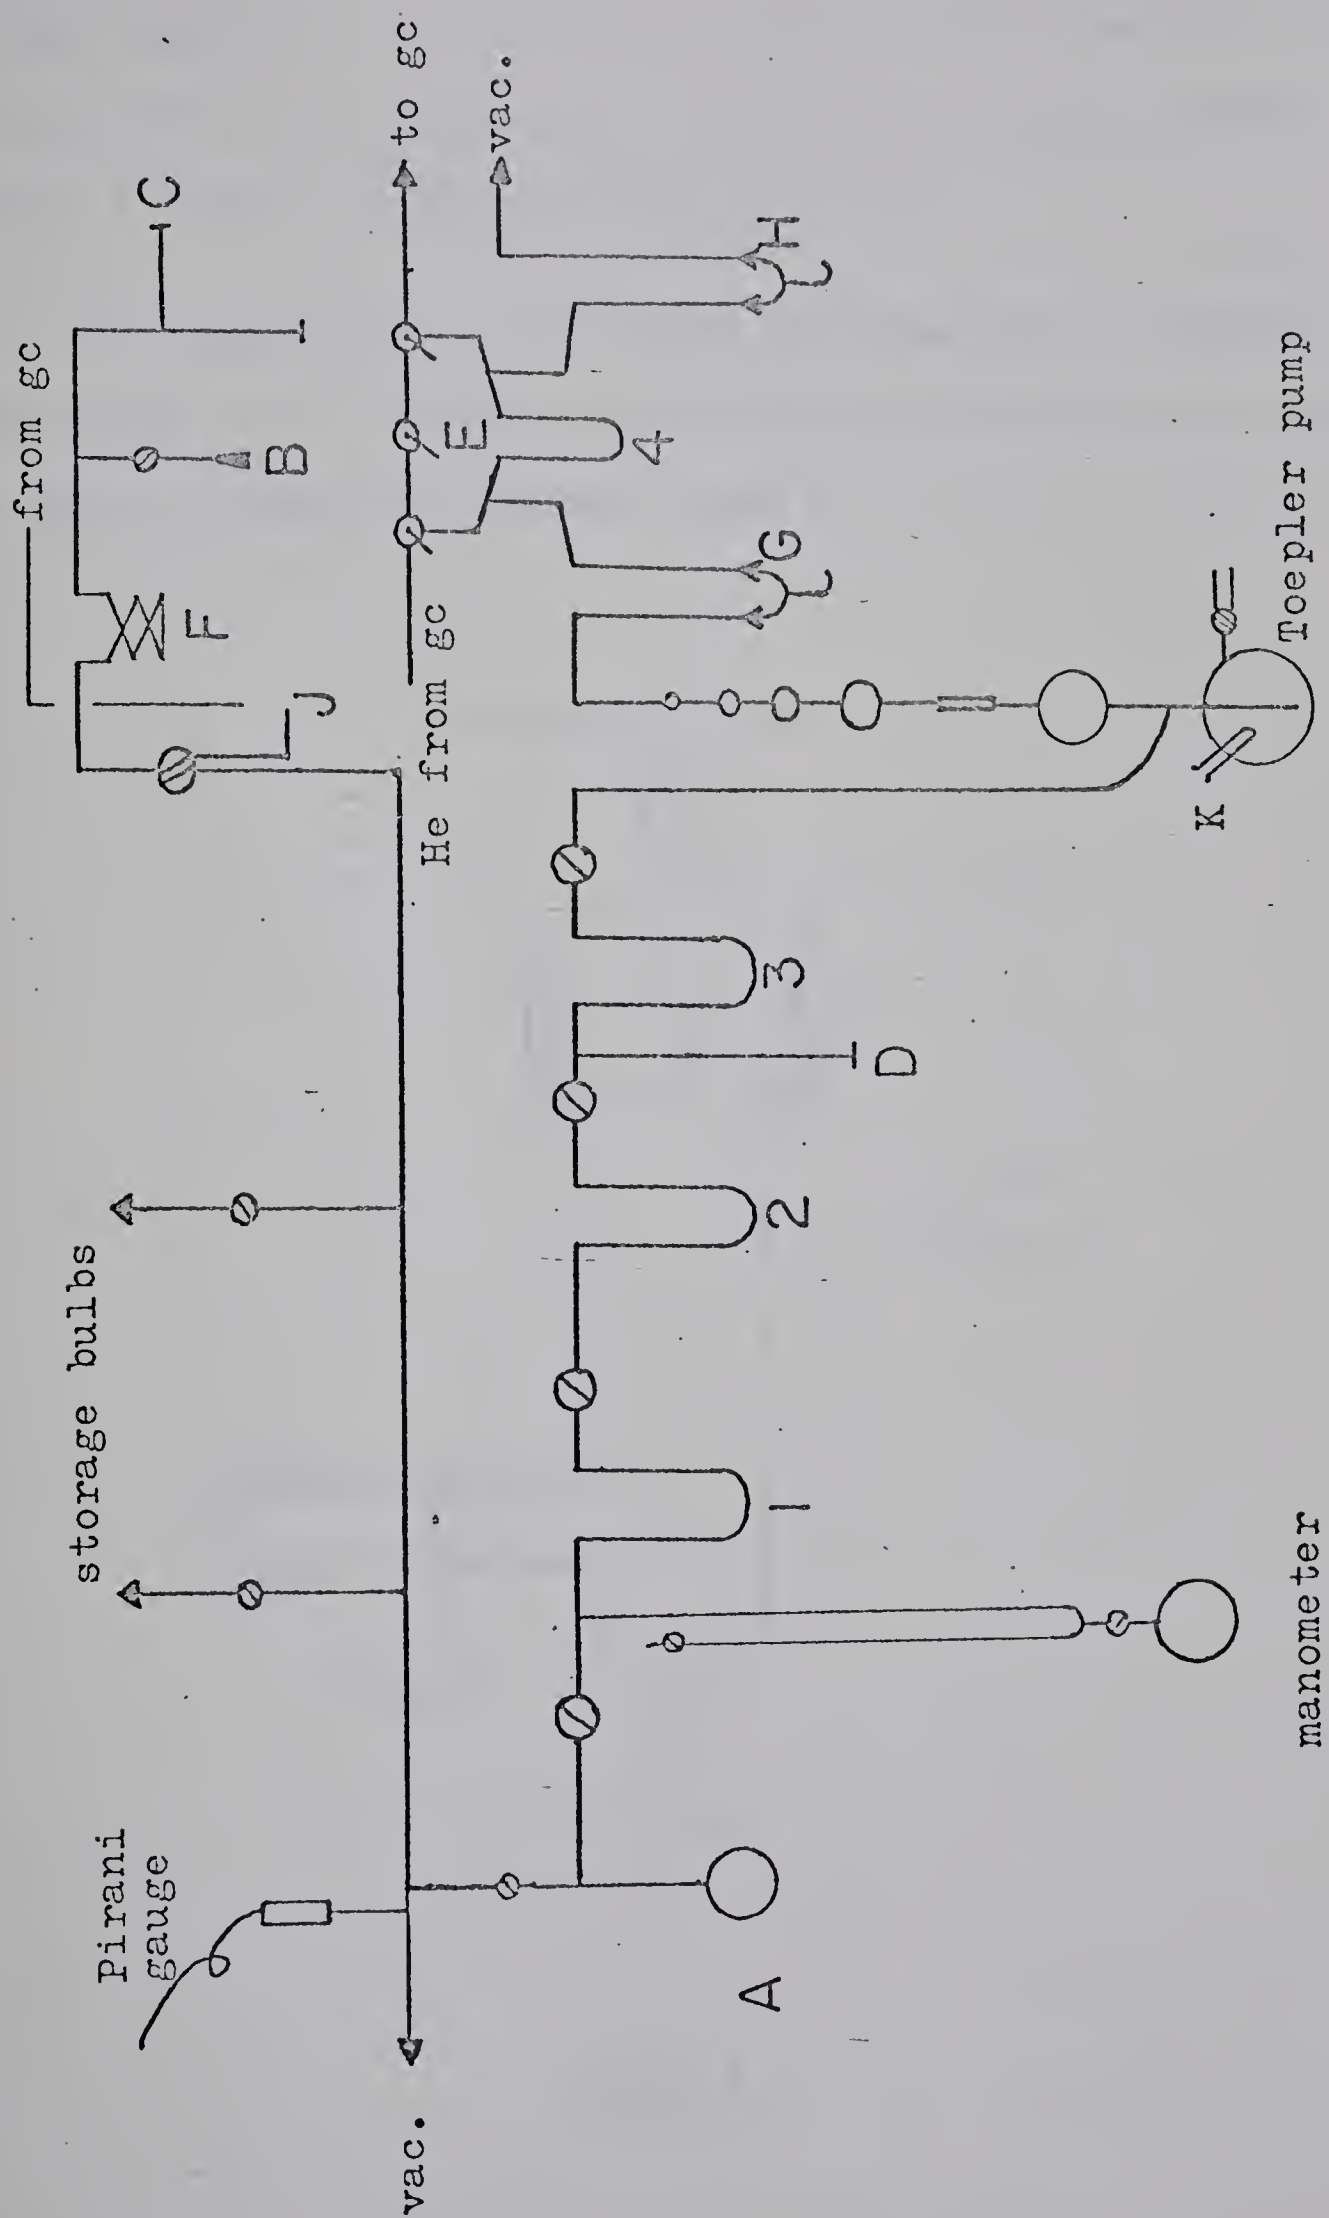 from gc
C
B
F
J
to gc
vac.
H
E
4
G
He from gc
Toepler pump
K
3
D
2
storage bulbs
1
manometer
Pirani
gauge
A
vac.